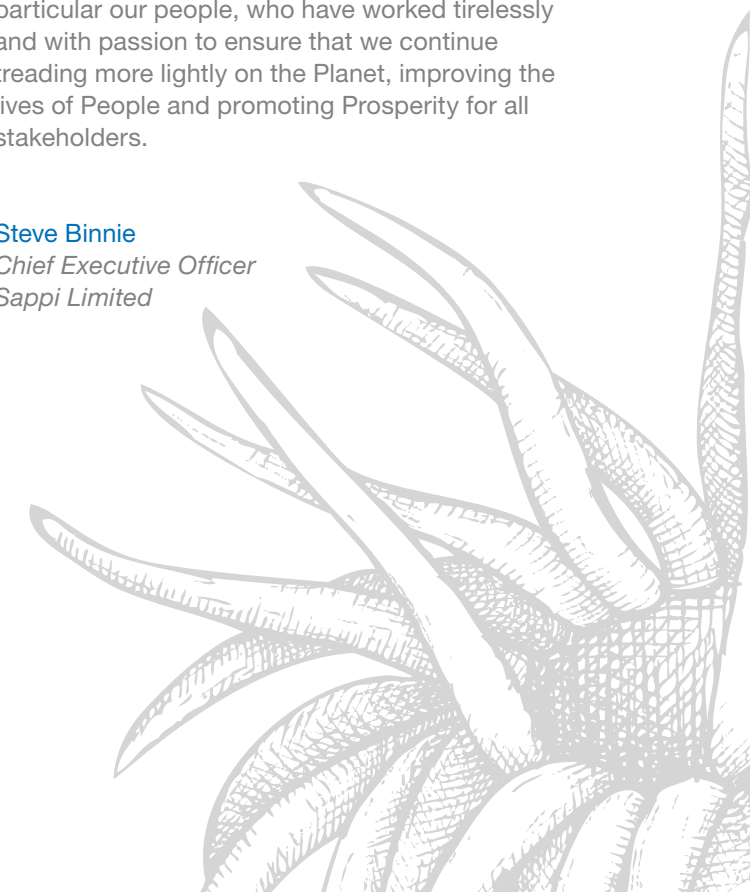 particular our people, who have worked tirelessly
and with passion to ensure that we continue
treading more lightly on the Planet, improving the
lives of People and promoting Prosperity for all
stakeholders.
Steve Binnie
Chief Executive Officer
Sappi Limited